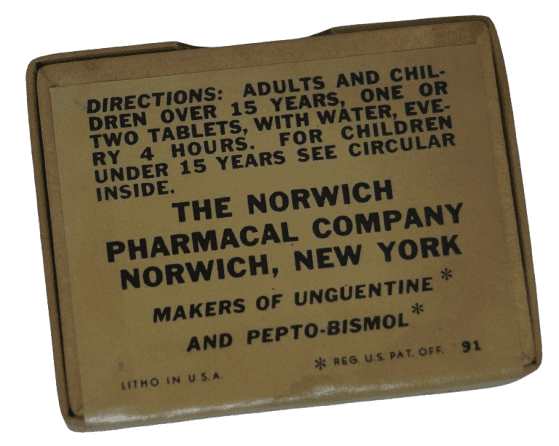 DIRECTIONS: ADULTS AND CHIL-
DREN OVER 15 YEARS, ONE OR
TWO TABLETS, WITH WATER, EVE-
RY 4 HOURS. FOR CHILDREN
UNDER 15 YEARS SEE CIRCULAR
INSIDE.
THE NORWICH
PHARMACAL COMPANY
NORWICH, NEW YORK
MAKERS OF UNGUENTINE*
AND PEPTO-BISMOL*
* REG. U.S. PAT. OFF. 91
LITHO IN U.S.A.